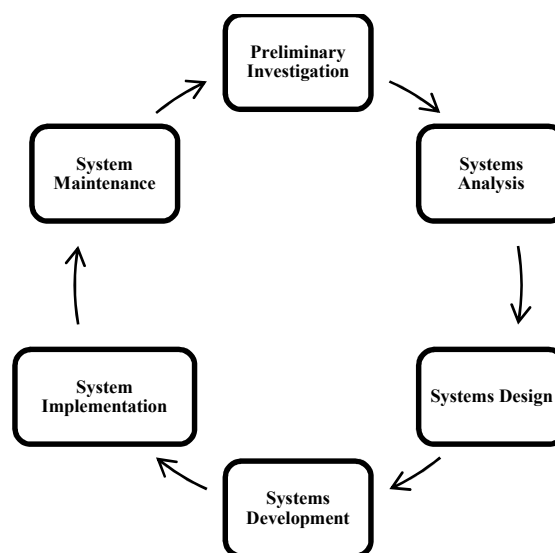 Preliminary
Investigation
Systems
Analysis
Systems Design
Systems
Development
System
Implementation
System
Maintenance